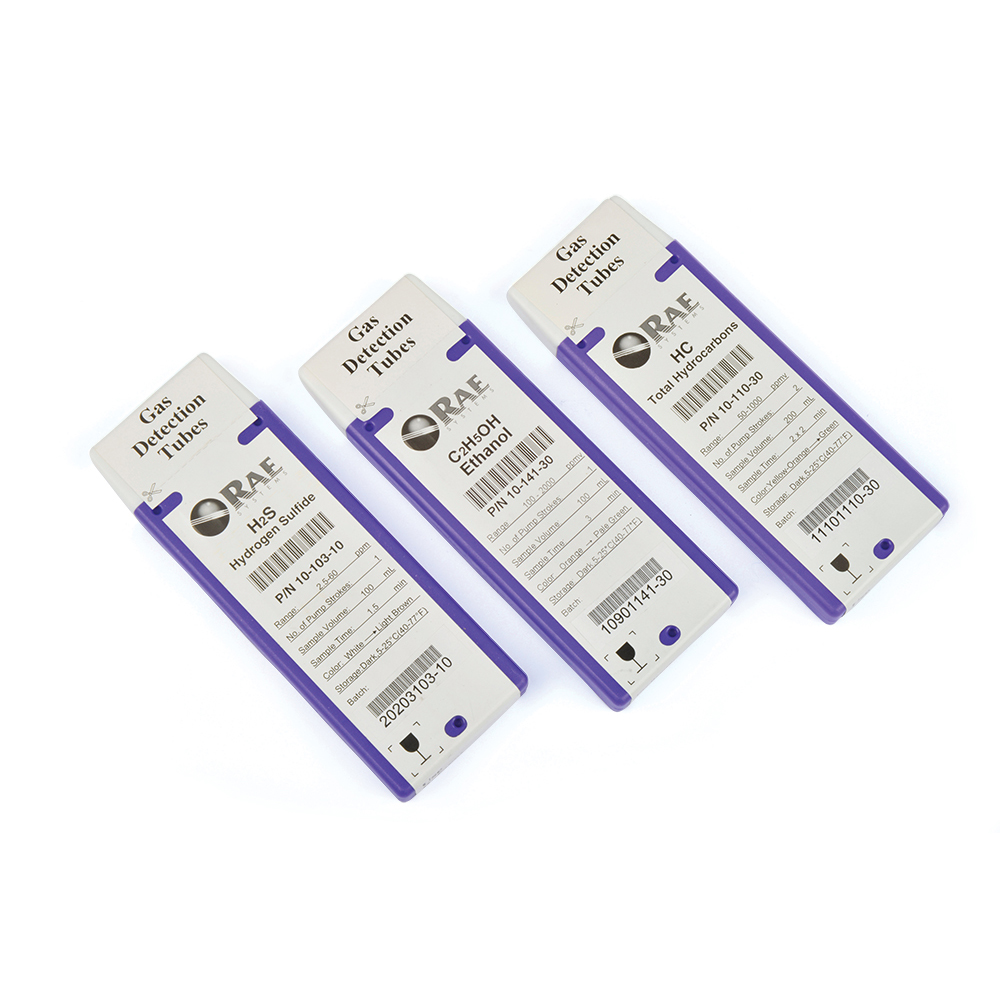 Gas
Detection
Tubes
RAE
SYSTEMS
H2S
Hydrogen Sulfide
P/N 10-103-10
Range: 2.5-60 ppm
No. of Pump Strokes: 1
Sample Volume: 100 mL
Sample Time: 1.5 min
Color: White → Light Brown
Storage:Dark,5-25°C(40-77°F)
Batch:
20203103-10
Gas
Detection
Tubes
RAE
SYSTEMS
C2H5OH
Ethanol
P/N 10-141-30
Range 100-2000 ppmv
No. of Pump Strokes: 1
Sample Volume 100 mL
Sample Time 3 min
Color Orange → Pale Green
Storage: Dark,5-25°C(40-77°F)
Batch
10901141-30
Gas
Detection
Tubes
RAE
SYSTEMS
HC
Total Hydrocarbons
P/N 10-110-30
Range: 50-1000 ppmv
No. of Pump Strokes: 2
Sample Volume: 200 mL
Sample Time: 2 x 2 min
Color:Yellow-Orange→Green
Storage: Dark,5-25°C(40-77°F)
Batch:
11101110-30